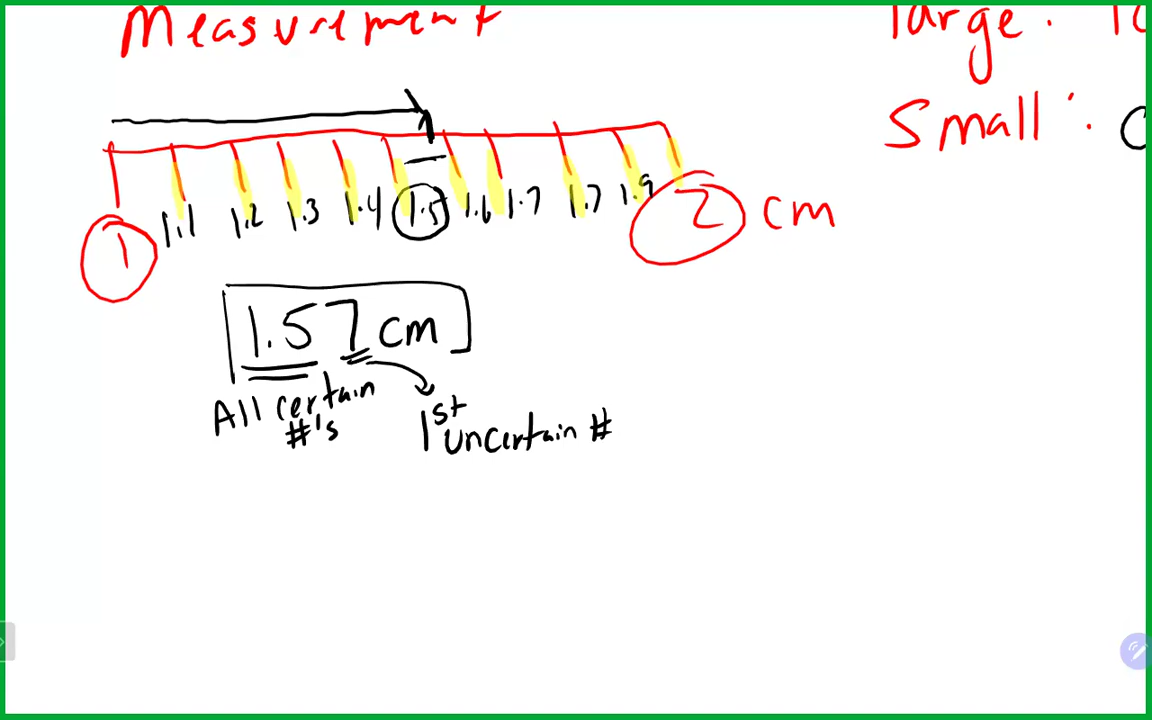 Measurement
large:
small:
1 1.1 1.2 1.3 1.4 1.5 1.6 1.7 1.7 1.9 2 cm
1.57 cm
All certain
#'s
1st
uncertain #